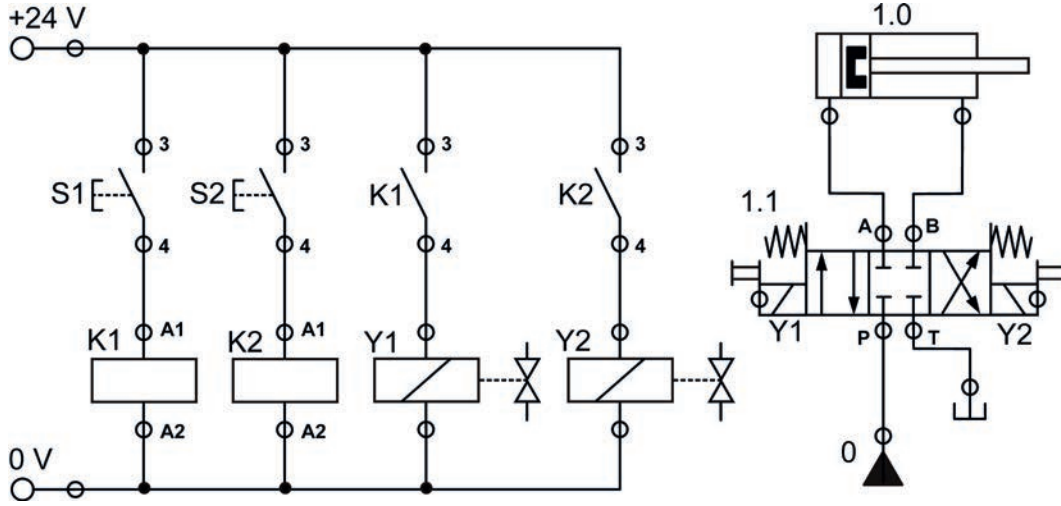 +24 V
1.0
3 3 3 3
S1 S2 K1 K2
1.1
A B
4 4 4 4
K1 A1 K2 A1 Y1 Y2
Y1 Y2
P T
A2 A2
0
0 V